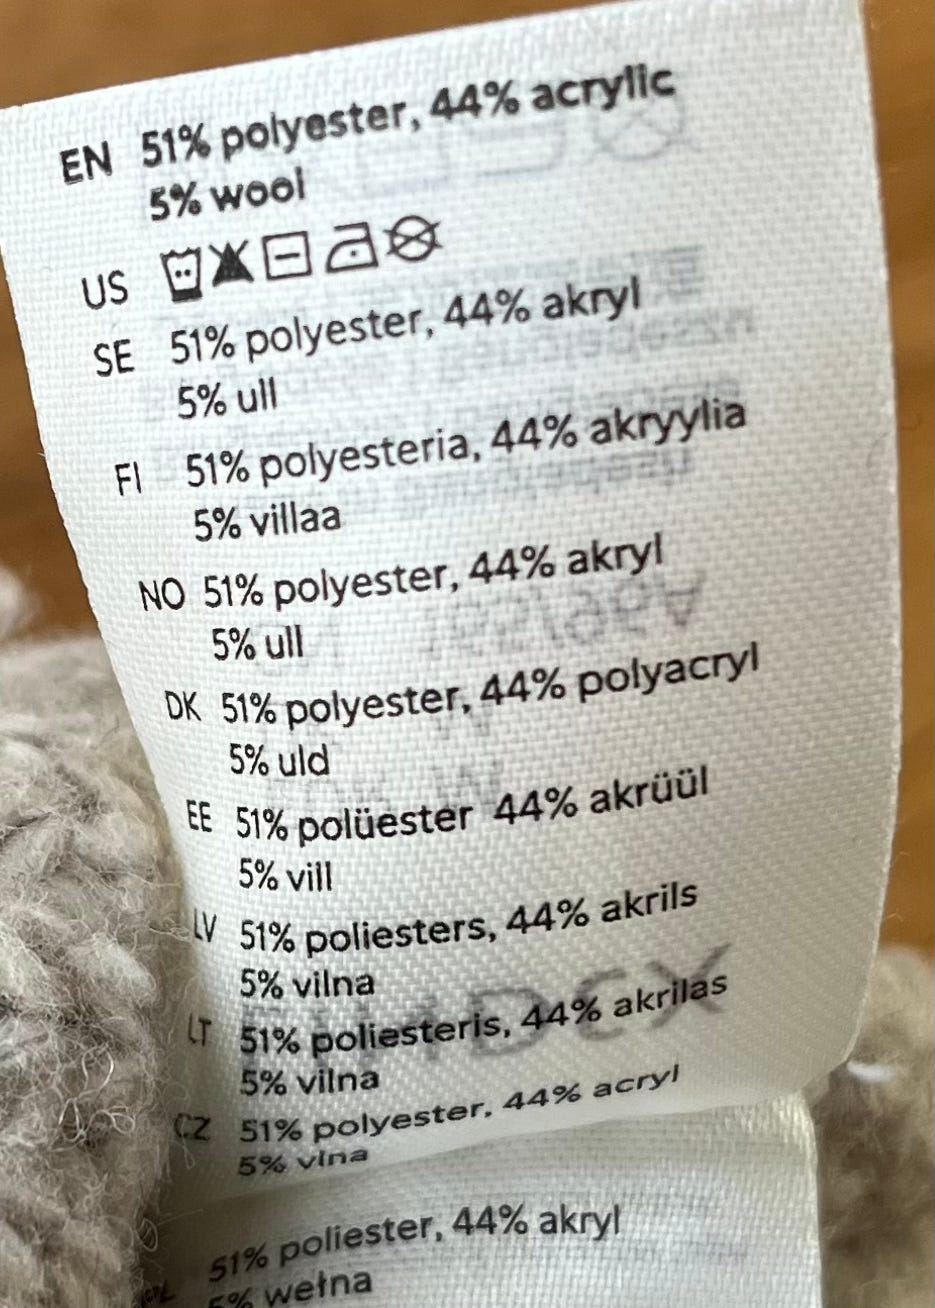 EN 51% polyester, 44% acrylic
5% wool
US
SE 51% polyester, 44% akryl
5% ull
FI 51% polyesteria, 44% akryylia
5% villaa
NO 51% polyester, 44% akryl
5% ull
DK 51% polyester, 44% polyacryl
5% uld
EE 51% polüester 44% akrüül
5% vill
LV 51% poliesters, 44% akrils
5% vilna
LT 51% poliesteris, 44% akrilas
5% vilna
CZ 51% polyester, 44% acryl
5% vlna
51% poliester, 44% akryl
5% wełna